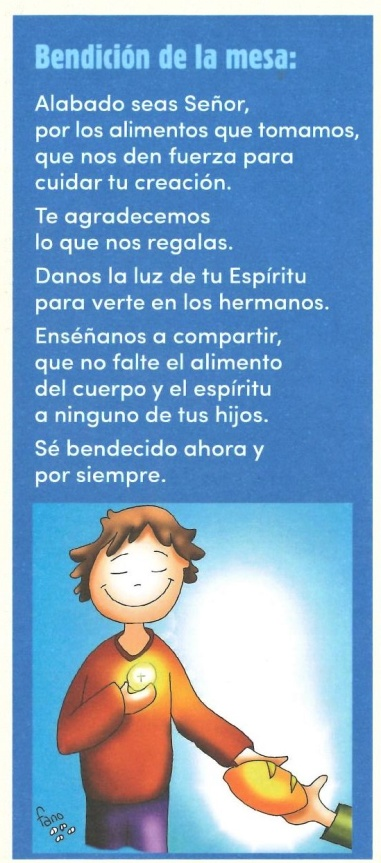 Bendición de la mesa:
Alabado seas Señor,
por los alimentos que tomamos,
que nos den fuerza para
cuidar tu creación.
Te agradecemos
lo que nos regalas.
Danos la luz de tu Espíritu
para verte en los hermanos.
Enséñanos a compartir,
que no falte el alimento
del cuerpo y el espíritu
a ninguno de tus hijos.
Sé bendecido ahora y
por siempre.
fano